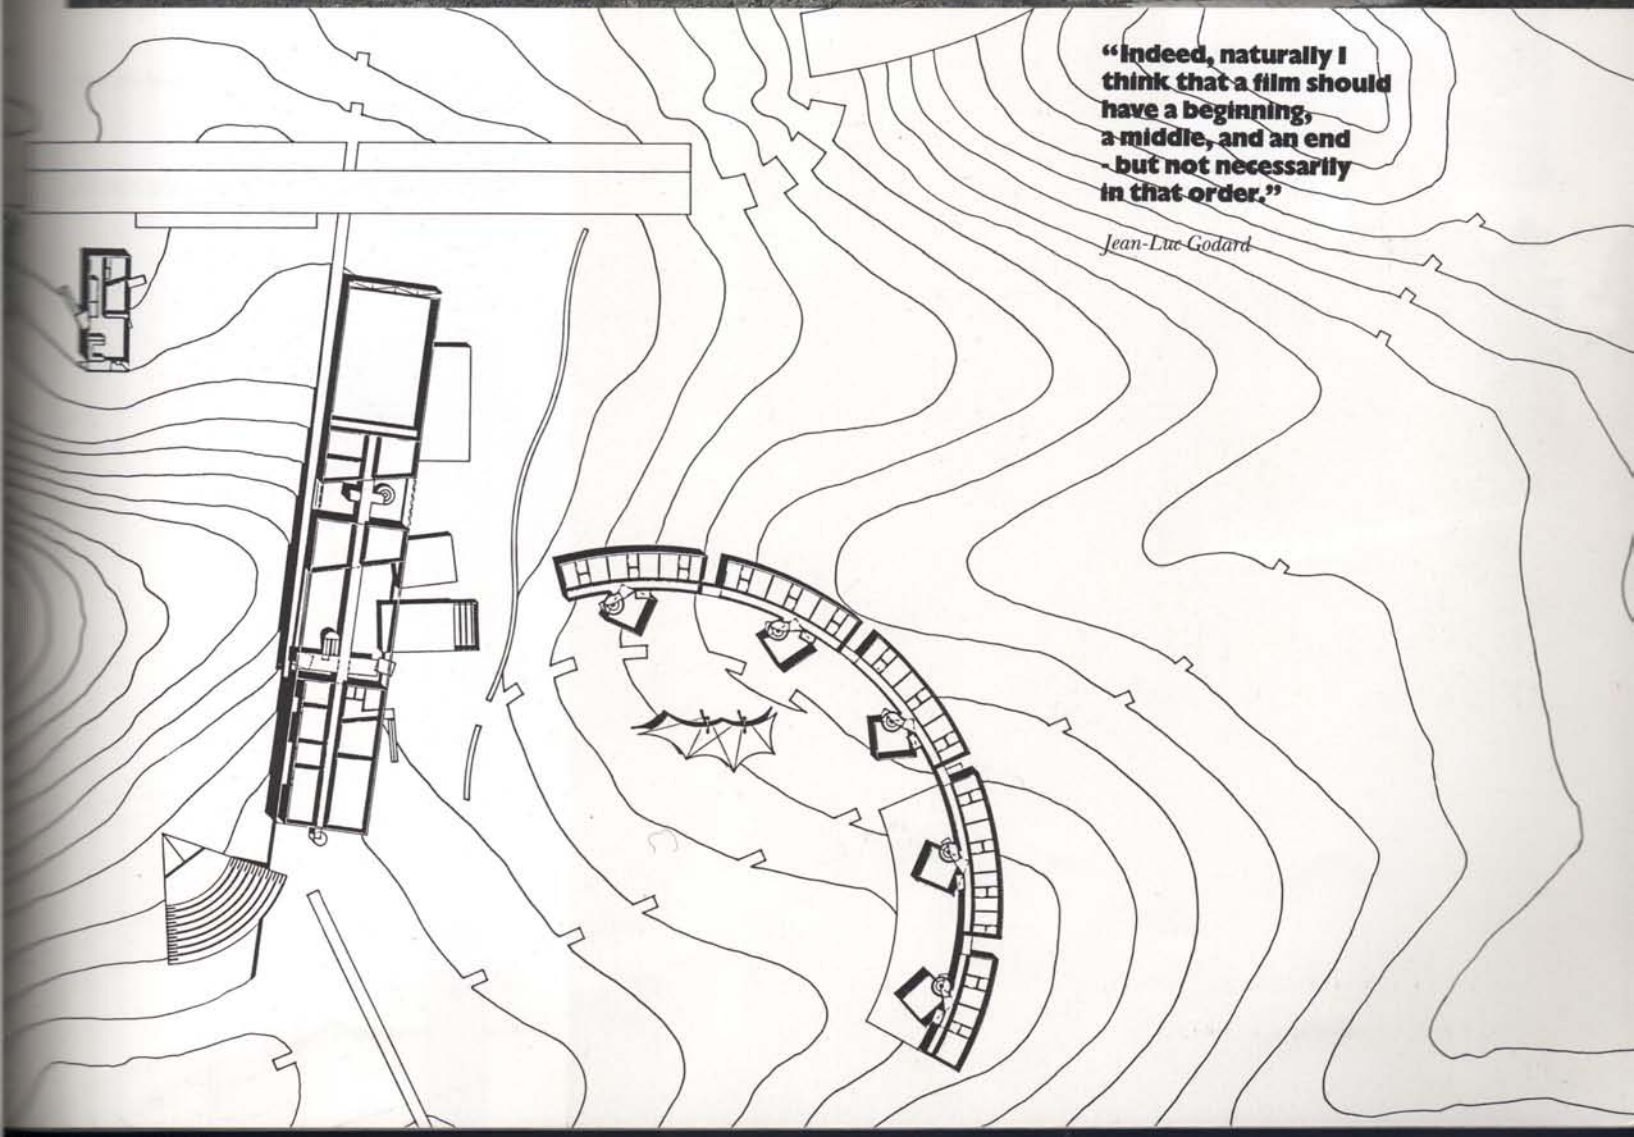 “Indeed, naturally I
think that a film should
have a beginning,
a middle, and an end
- but not necessarily
in that order.”
Jean-Luc Godard